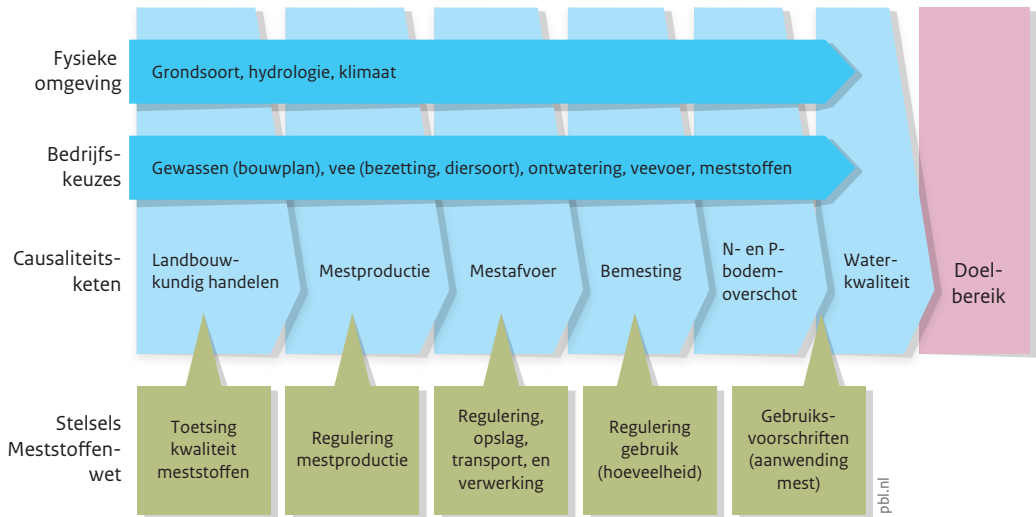 Fysieke
omgeving
Grondsoort, hydrologie, klimaat
Bedrijfs-
keuzes
Gewassen (bouwplan), vee (bezetting, diersoort), ontwatering, veevoer, meststoffen
Causaliteits-
keten
Landbouw-
kundig handelen
Mestproductie
Mestafvoer
Bemesting
N- en P-
bodem-
overschot
Water-
kwaliteit
Doel-
bereik
Stelsels
Meststoffen-
wet
Toetsing
kwaliteit
meststoffen
Regulering
mestproductie
Regulering,
opslag,
transport, en
verwerking
Regulering
gebruik
(hoeveelheid)
Gebruiks-
voorschriften
(aanwending
mest)
pbl.nl